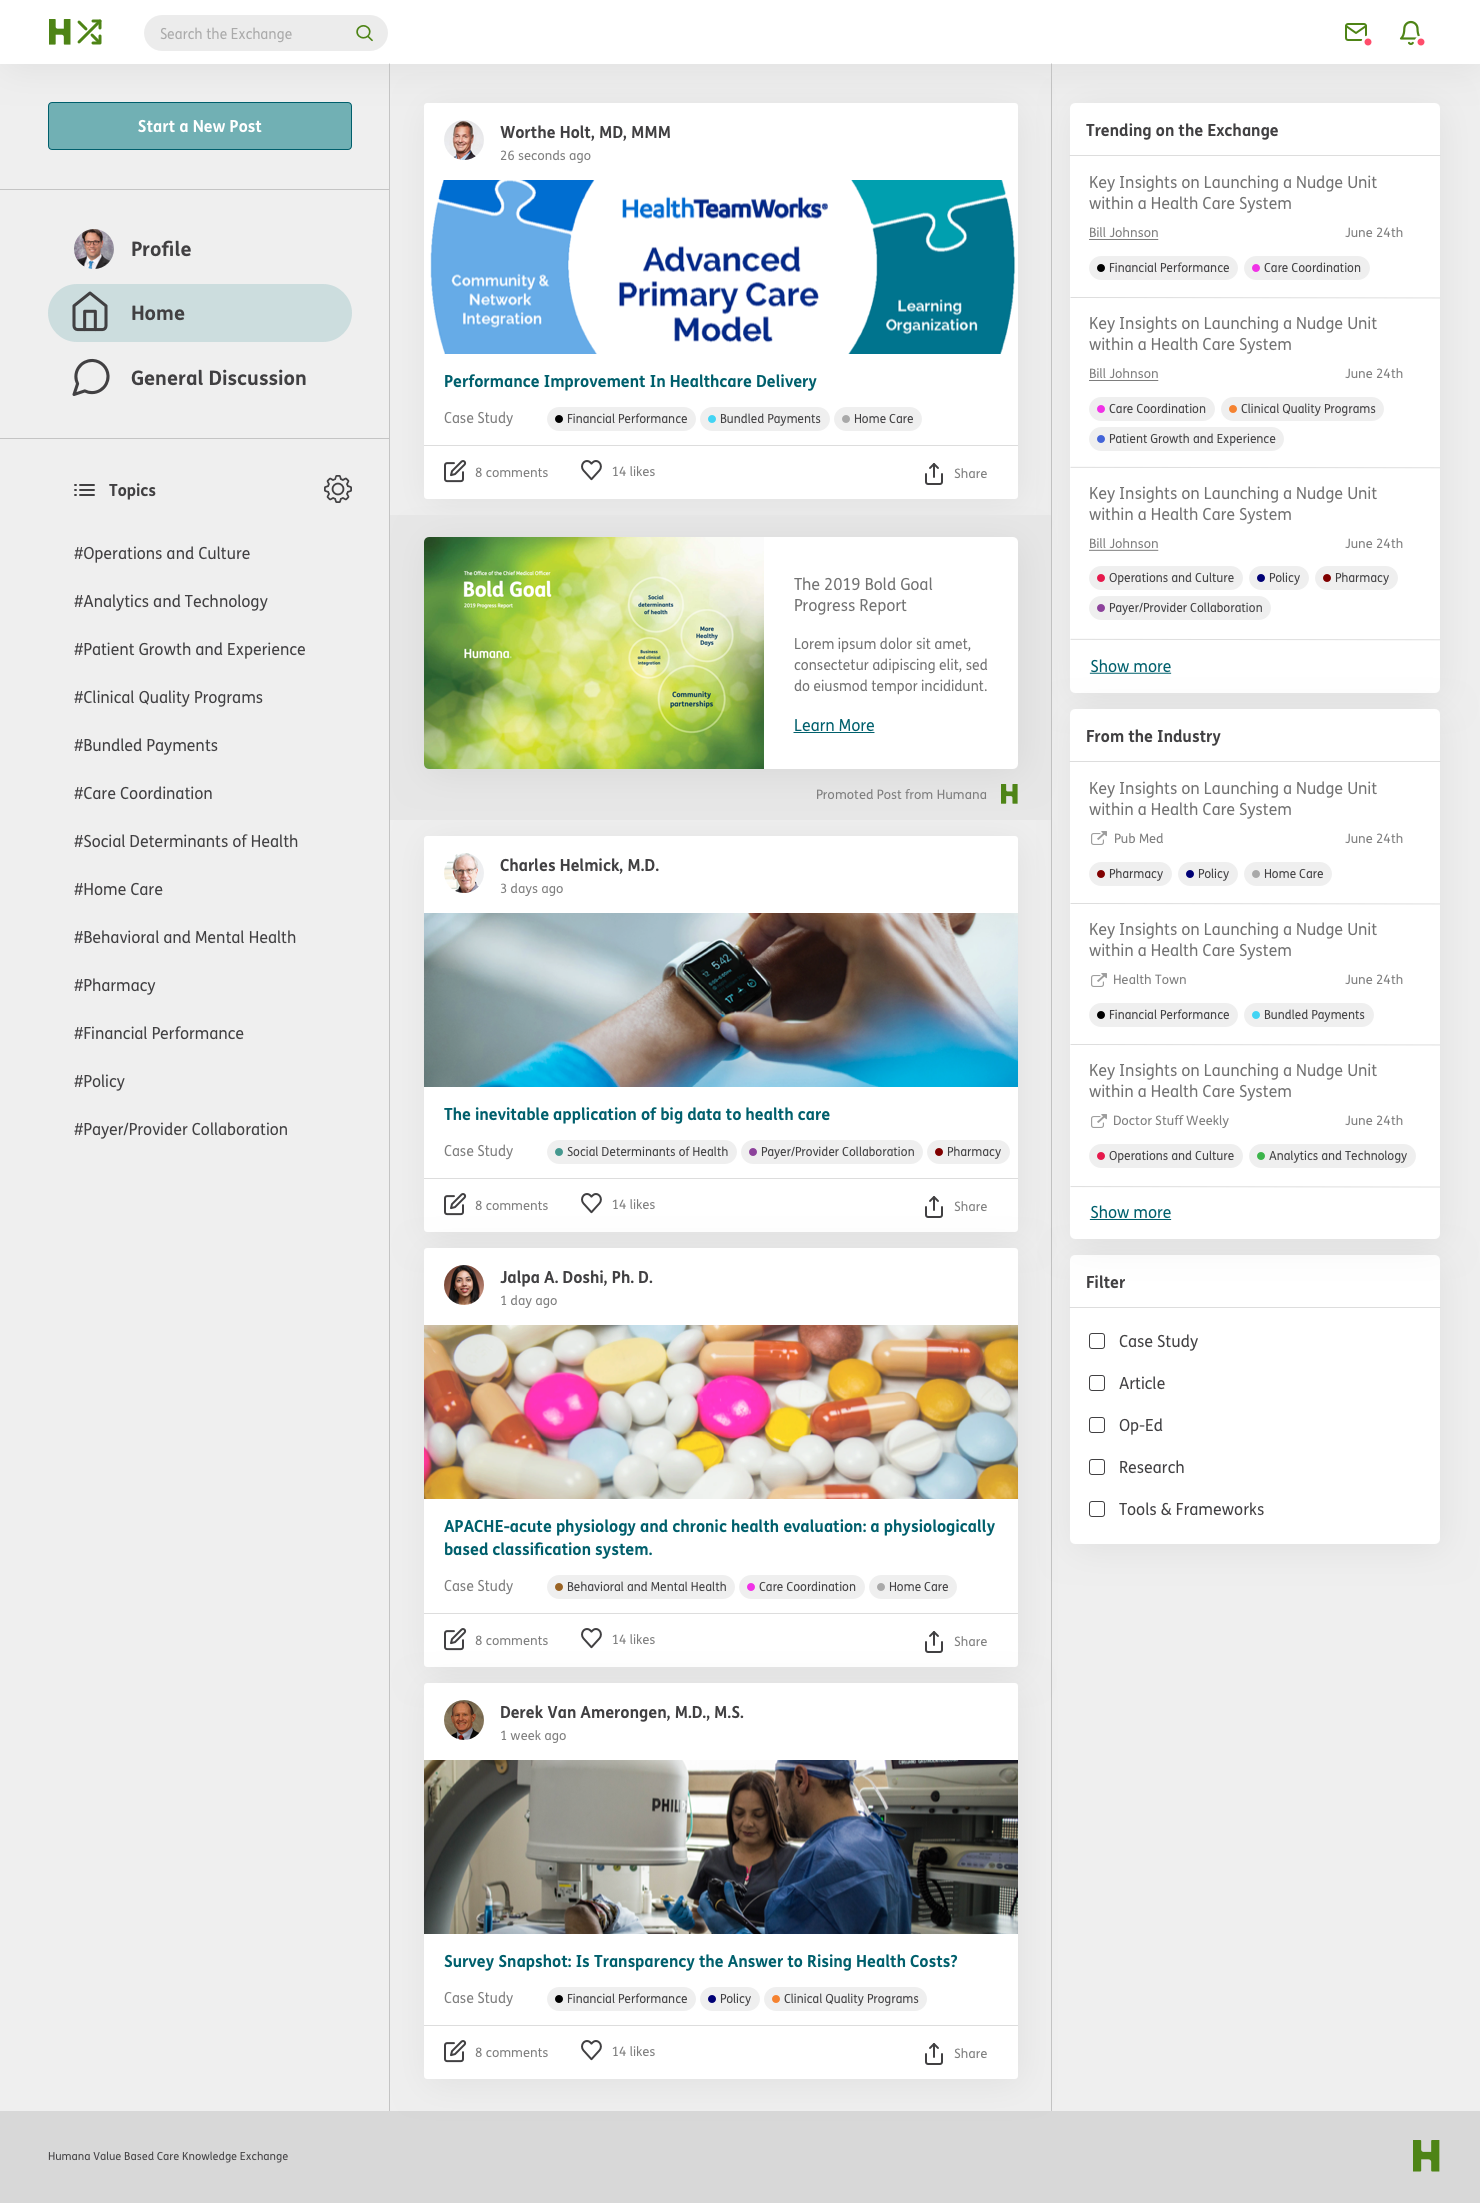 H
Search the Exchange
Start a New Post
Profile
Home
General Discussion
Topics
#Operations and Culture
#Analytics and Technology
#Patient Growth and Experience
#Clinical Quality Programs
#Bundled Payments
#Care Coordination
#Social Determinants of Health
#Home Care
#Behavioral and Mental Health
#Pharmacy
#Financial Performance
#Policy
#Payer/Provider Collaboration
Worthe Holt, MD, MMM
26 seconds ago
HealthTeamWorks®
Advanced
Primary Care
Model
Community &
Network
Integration
Learning
Organization
Performance Improvement In Healthcare Delivery
Case Study Financial Performance Bundled Payments Home Care
8 comments 14 likes Share
The Office of the Chief Medical Officer
Bold Goal
2019 Progress Report
Humana.
Social
determinants
of health
More
Healthy
Days
Business
and clinical
integration
Community
partnerships
The 2019 Bold Goal
Progress Report
Lorem ipsum dolor sit amet,
consectetur adipiscing elit, sed
do eiusmod tempor incididunt.
Learn More
Promoted Post from Humana H
Charles Helmick, M.D.
3 days ago
5:42
The inevitable application of big data to health care
Case Study Social Determinants of Health Payer/Provider Collaboration Pharmacy
8 comments 14 likes Share
Jalpa A. Doshi, Ph. D.
1 day ago
APACHE-acute physiology and chronic health evaluation: a physiologically
based classification system.
Case Study Behavioral and Mental Health Care Coordination Home Care
8 comments 14 likes Share
Derek Van Amerongen, M.D., M.S.
1 week ago
PHILI
Survey Snapshot: Is Transparency the Answer to Rising Health Costs?
Case Study Financial Performance Policy Clinical Quality Programs
8 comments 14 likes Share
Trending on the Exchange
Key Insights on Launching a Nudge Unit
within a Health Care System
Bill Johnson June 24th
Financial Performance Care Coordination
Key Insights on Launching a Nudge Unit
within a Health Care System
Bill Johnson June 24th
Care Coordination Clinical Quality Programs
Patient Growth and Experience
Key Insights on Launching a Nudge Unit
within a Health Care System
Bill Johnson June 24th
Operations and Culture Policy Pharmacy
Payer/Provider Collaboration
Show more
From the Industry
Key Insights on Launching a Nudge Unit
within a Health Care System
Pub Med June 24th
Pharmacy Policy Home Care
Key Insights on Launching a Nudge Unit
within a Health Care System
Health Town June 24th
Financial Performance Bundled Payments
Key Insights on Launching a Nudge Unit
within a Health Care System
Doctor Stuff Weekly June 24th
Operations and Culture Analytics and Technology
Show more
Filter
Case Study
Article
Op-Ed
Research
Tools & Frameworks
Humana Value Based Care Knowledge Exchange
H